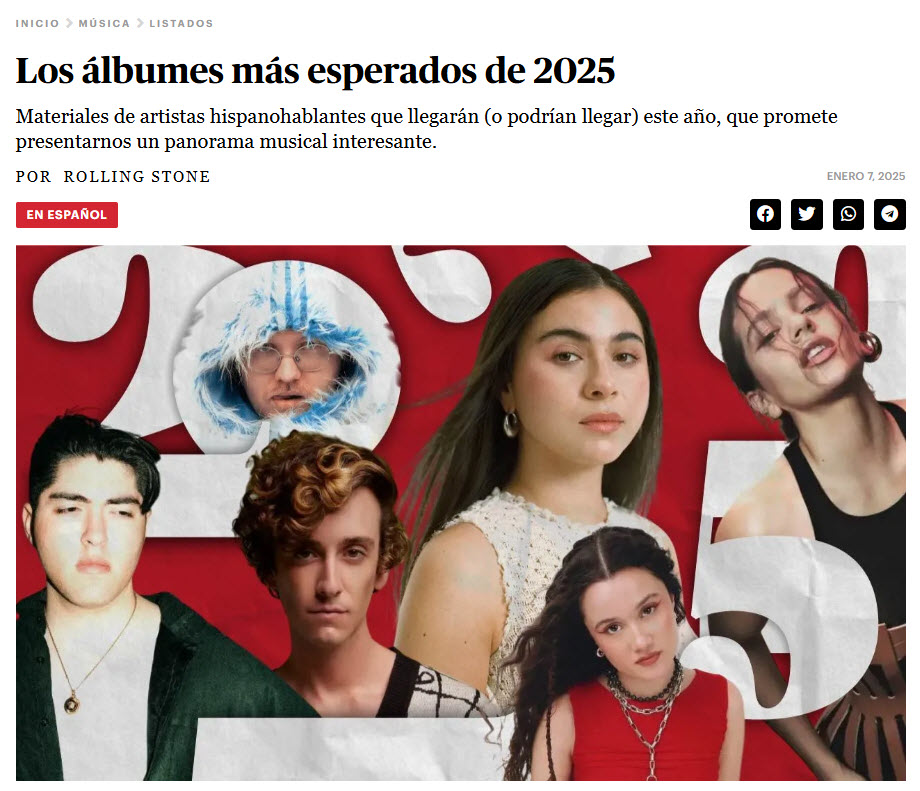 INICIO > MÚSICA > LISTADOS
Los álbumes más esperados de 2025
Materiales de artistas hispanohablantes que llegarán (o podrían llegar) este año, que promete
presentarnos un panorama musical interesante.
POR ROLLING STONE
ENERO 7, 2025
EN ESPAÑOL
2025